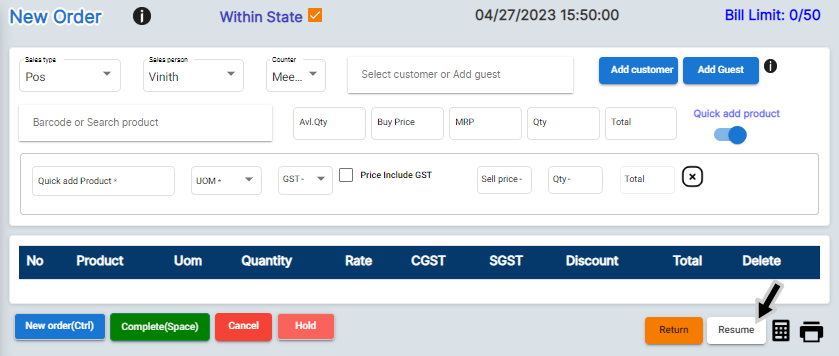 New Order i Within State 04/27/2023 15:50:00 Bill Limit: 0/50
Sales type Sales person Counter
Pos Vinith Mee... Select customer or Add guest Add customer Add Guest i
Barcode or Search product Avl.Qty Buy Price MRP Qty Total Quick add product
Quick add Product * UOM * GST - Price Include GST Sell price - Qty - Total
No Product Uom Quantity Rate CGST SGST Discount Total Delete
New order(Ctrl) Complete(Space) Cancel Hold Return Resume